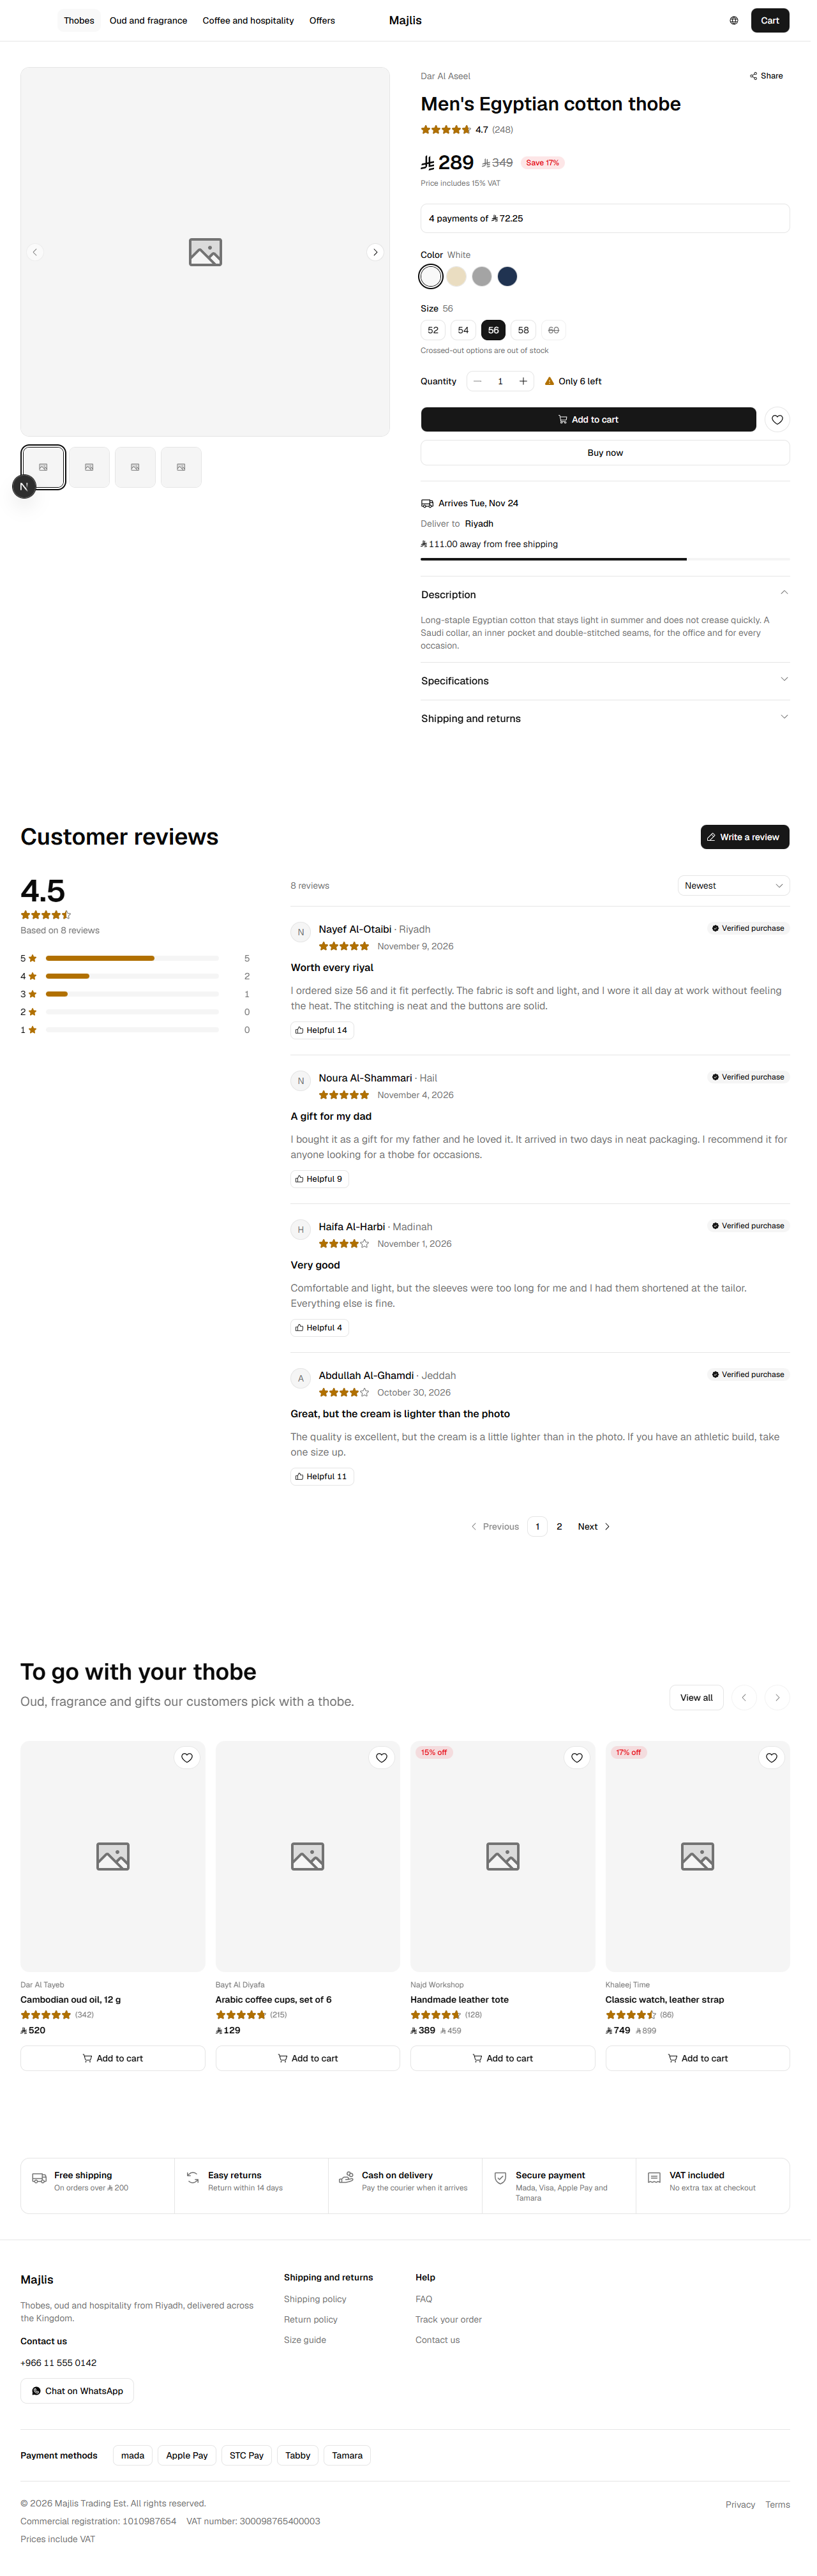 Thobes Oud and fragrance Coffee and hospitality Offers Majlis Cart
Dar Al Aseel Share
Men's Egyptian cotton thobe
4.7 (248)
289 349 Save 17%
Price includes 15% VAT
4 payments of 72.25
Color White
Size 56
52 54 56 58 60
Crossed-out options are out of stock
Quantity 1 Only 6 left
Add to cart
Buy now
N
Arrives Tue, Nov 24
Deliver to Riyadh
111.00 away from free shipping
Description
Long-staple Egyptian cotton that stays light in summer and does not crease quickly. A
Saudi collar, an inner pocket and double-stitched seams, for the office and for every
occasion.
Specifications
Shipping and returns
Customer reviews
Write a review
4.5
Based on 8 reviews
5 5
4 2
3 1
2 0
1 0
8 reviews Newest
N Nayef Al-Otaibi · Riyadh Verified purchase
November 9, 2026
Worth every riyal
I ordered size 56 and it fit perfectly. The fabric is soft and light, and I wore it all day at work without feeling
the heat. The stitching is neat and the buttons are solid.
Helpful 14
N Noura Al-Shammari · Hail Verified purchase
November 4, 2026
A gift for my dad
I bought it as a gift for my father and he loved it. It arrived in two days in neat packaging. I recommend it for
anyone looking for a thobe for occasions.
Helpful 9
H Haifa Al-Harbi · Madinah Verified purchase
November 1, 2026
Very good
Comfortable and light, but the sleeves were too long for me and I had them shortened at the tailor.
Everything else is fine.
Helpful 4
A Abdullah Al-Ghamdi · Jeddah Verified purchase
October 30, 2026
Great, but the cream is lighter than the photo
The quality is excellent, but the cream is a little lighter than in the photo. If you have an athletic build, take
one size up.
Helpful 11
Previous 1 2 Next
To go with your thobe
Oud, fragrance and gifts our customers pick with a thobe.
View all
15% off 17% off
Dar Al Tayeb
Cambodian oud oil, 12 g
(342)
520
Add to cart
Bayt Al Diyafa
Arabic coffee cups, set of 6
(215)
129
Add to cart
Najd Workshop
Handmade leather tote
(128)
389 459
Add to cart
Khaleej Time
Classic watch, leather strap
(86)
749 899
Add to cart
Free shipping
On orders over 200
Easy returns
Return within 14 days
Cash on delivery
Pay the courier when it arrives
Secure payment
Mada, Visa, Apple Pay and
Tamara
VAT included
No extra tax at checkout
Majlis
Thobes, oud and hospitality from Riyadh, delivered across
the Kingdom.
Contact us
+966 11 555 0142
Chat on WhatsApp
Shipping and returns
Shipping policy
Return policy
Size guide
Help
FAQ
Track your order
Contact us
Payment methods mada Apple Pay STC Pay Tabby Tamara
© 2026 Majlis Trading Est. All rights reserved.
Commercial registration: 1010987654 VAT number: 300098765400003
Prices include VAT
Privacy Terms